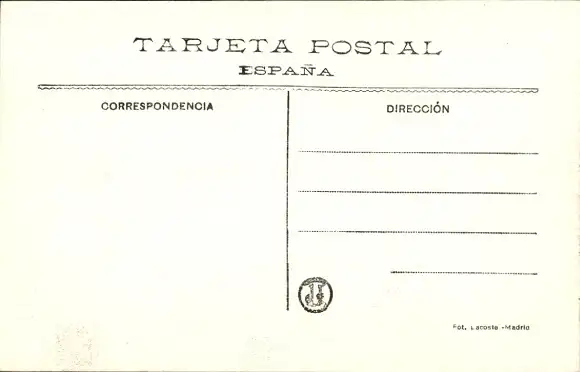 TARJETA POSTAL
ESPAÑA
CORRESPONDENCIA
DIRECCIÓN
Fot. Lacoste -Madrid